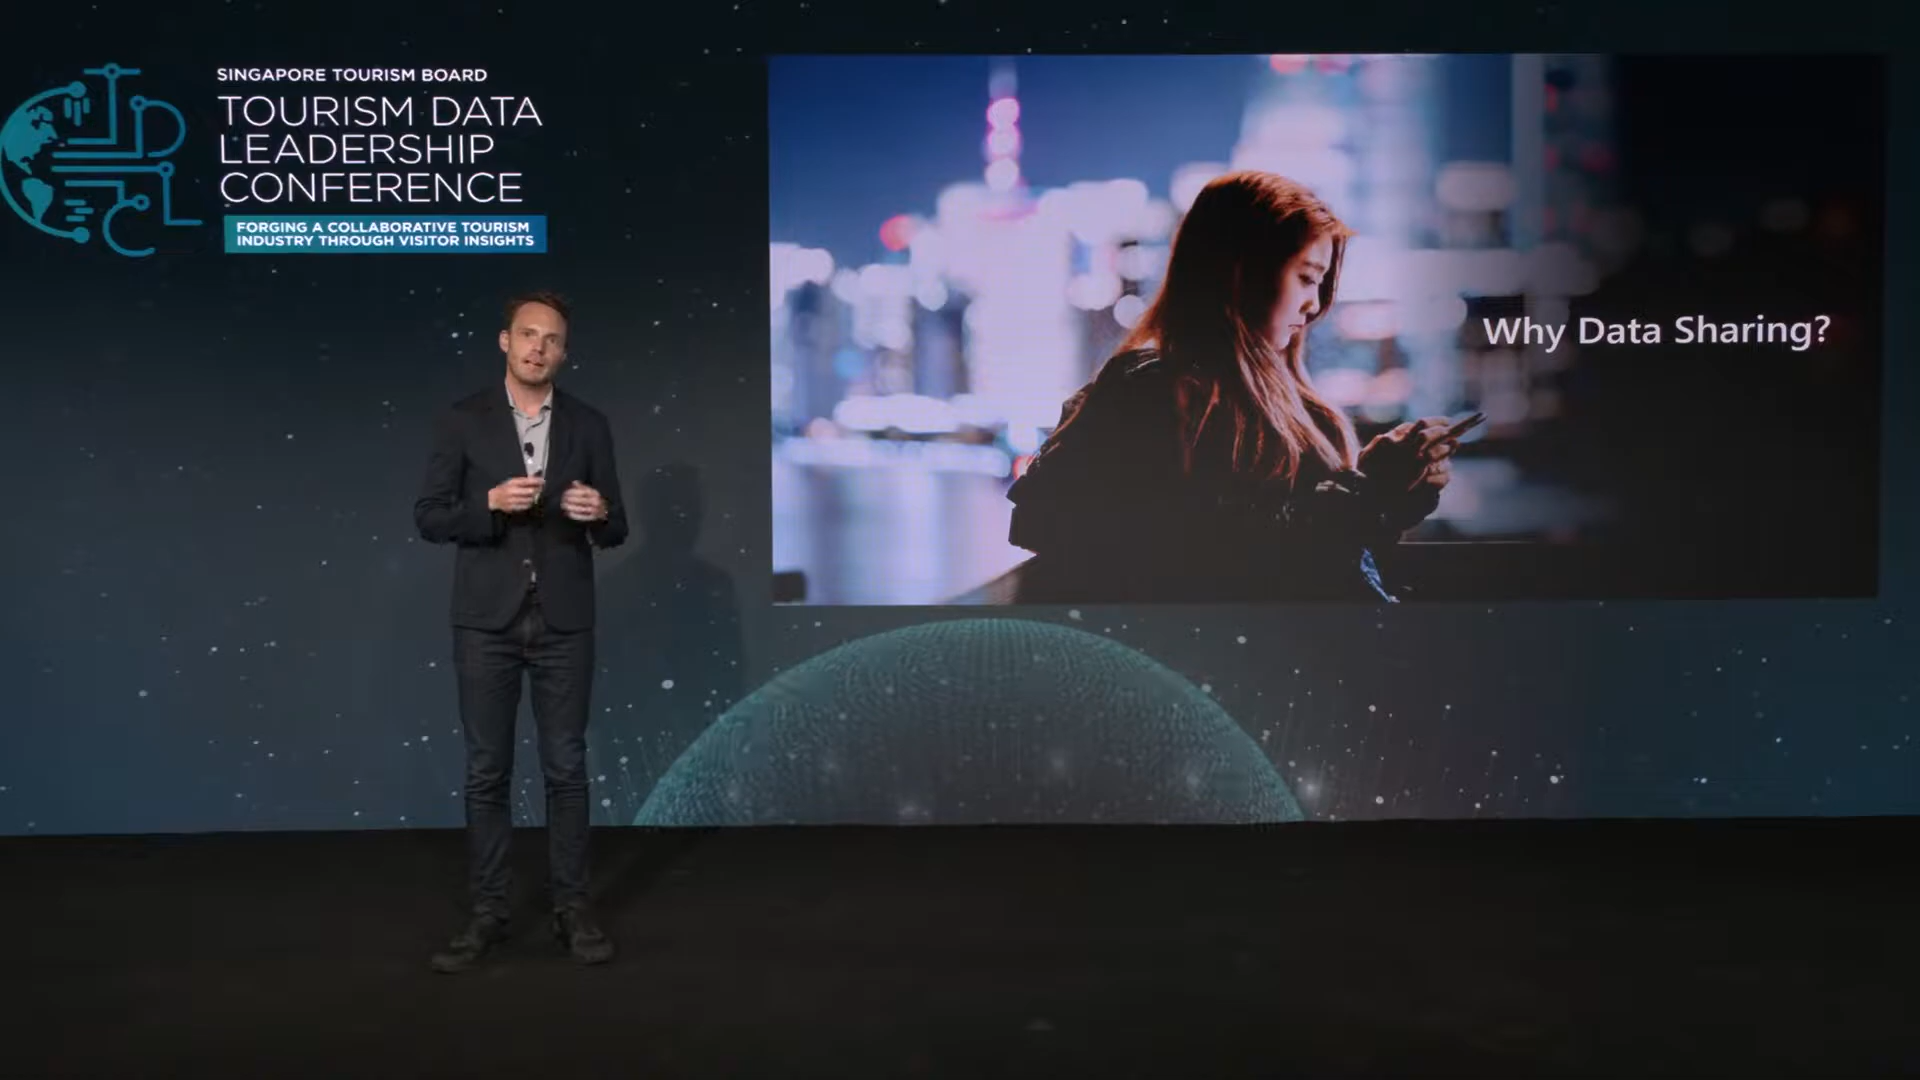 SINGAPORE TOURISM BOARD
TOURISM DATA
LEADERSHIP
CONFERENCE
FORGING A COLLABORATIVE TOURISM
INDUSTRY THROUGH VISITOR INSIGHTS
Why Data Sharing?